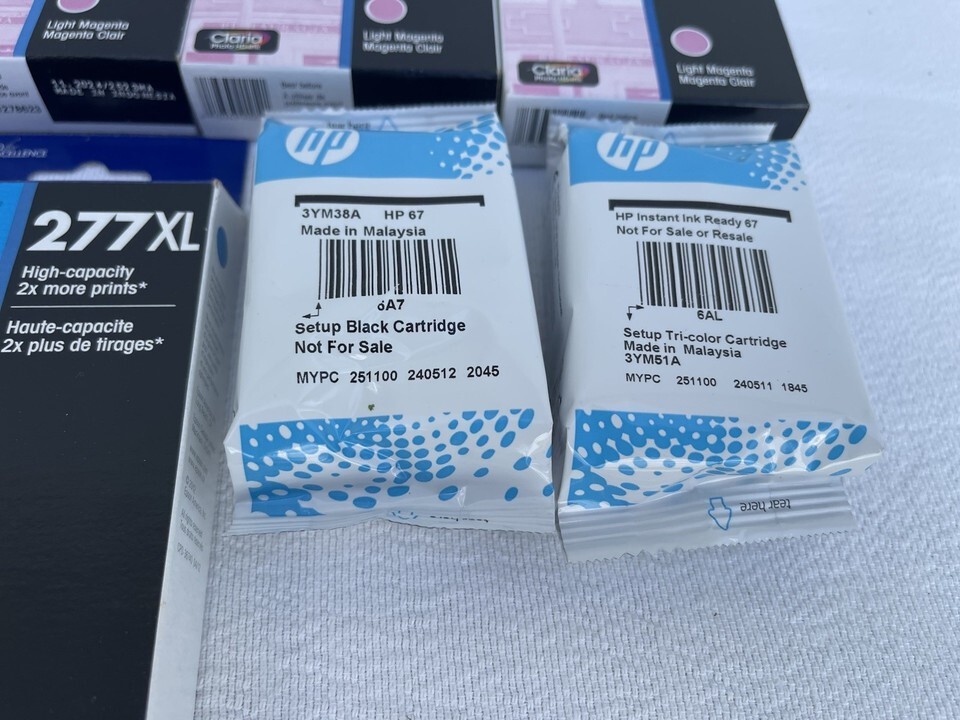 Light Magenta
Magenta Clair
Claria
Light Magenta
Magenta Clair
Claria
Light Magenta
Magenta Clair
277XL
High-capacity
2x more prints*
Haute-capacite
2x plus de tirages*
tear here
hp
3YM38A HP 67
Made in Malaysia
6A7
Setup Black Cartridge
Not For Sale
MYPC 251100 240512 2045
hp
HP Instant Ink Ready 67
Not For Sale or Resale
6AL
Setup Tri-color Cartridge
Made in Malaysia
3YM51A
MYPC 251100 240511 1845
tear here